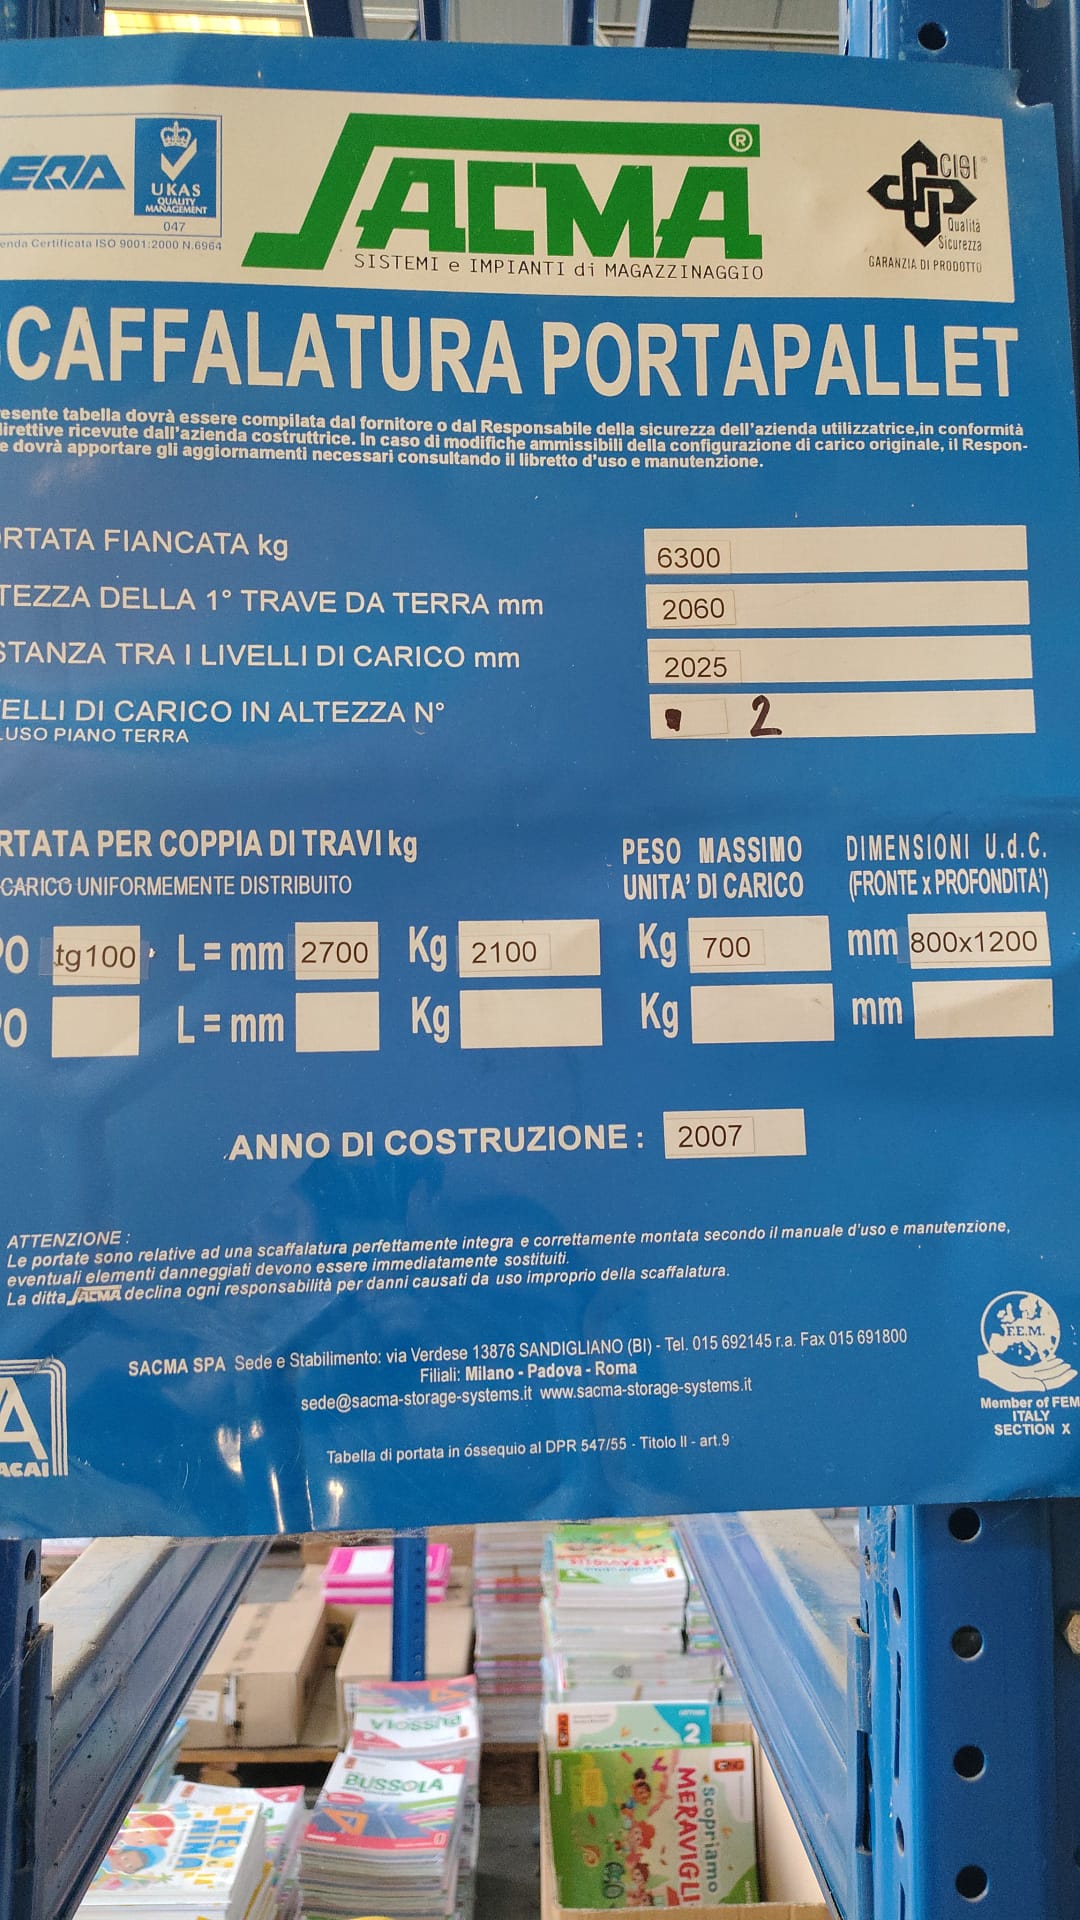 ERA
UKAS
QUALITY
MANAGEMENT
047
Certificata ISO 9001:2000 N.6964
SACMA ®
SISTEMI e IMPIANTI di MAGAZZINAGGIO
CISI ®
Qualità
Sicurezza
GARANZIA DI PRODOTTO
CAFFALATURA PORTAPALLET
resente tabella dovrà essere compilata dal fornitore o dal Responsabile della sicurezza dell'azienda utilizzatrice,in conformità
direttive ricevute dall'azienda costruttrice. In caso di modifiche ammissibili della configurazione di carico originale, il Respon-
e dovrà apportare gli aggiornamenti necessari consultando il libretto d'uso e manutenzione.
RTATA FIANCATA kg 6300
TEZZA DELLA 1° TRAVE DA TERRA mm 2060
STANZA TRA I LIVELLI DI CARICO mm 2025
ELLI DI CARICO IN ALTEZZA N° 2
LUSO PIANO TERRA
RTATA PER COPPIA DI TRAVI kg
CARICO UNIFORMEMENTE DISTRIBUITO
PESO MASSIMO
UNITA' DI CARICO
DIMENSIONI U.d.C.
(FRONTE x PROFONDITA')
PO tg100 L = mm 2700 Kg 2100 Kg 700 mm 800x1200
PO L = mm Kg Kg mm
ANNO DI COSTRUZIONE : 2007
ATTENZIONE :
Le portate sono relative ad una scaffalatura perfettamente integra e correttamente montata secondo il manuale d'uso e manutenzione,
eventuali elementi danneggiati devono essere immediatamente sostituiti.
La ditta SACMA declina ogni responsabilità per danni causati da uso improprio della scaffalatura.
SACMA SPA Sede e Stabilimento: via Verdese 13876 SANDIGLIANO (BI) - Tel. 015 692145 r.a. Fax 015 691800
Filiali: Milano - Padova - Roma
sede@sacma-storage-systems.it www.sacma-storage-systems.it
Tabella di portata in óssequio al DPR 547/55 - Titolo II - art.9
F.E.M.
Member of FEM
ITALY
SECTION X
A
ACAI
BUSSOLA
BUSSOLA
2
Scopriamo
MERAVIGLI
TEO
NINA